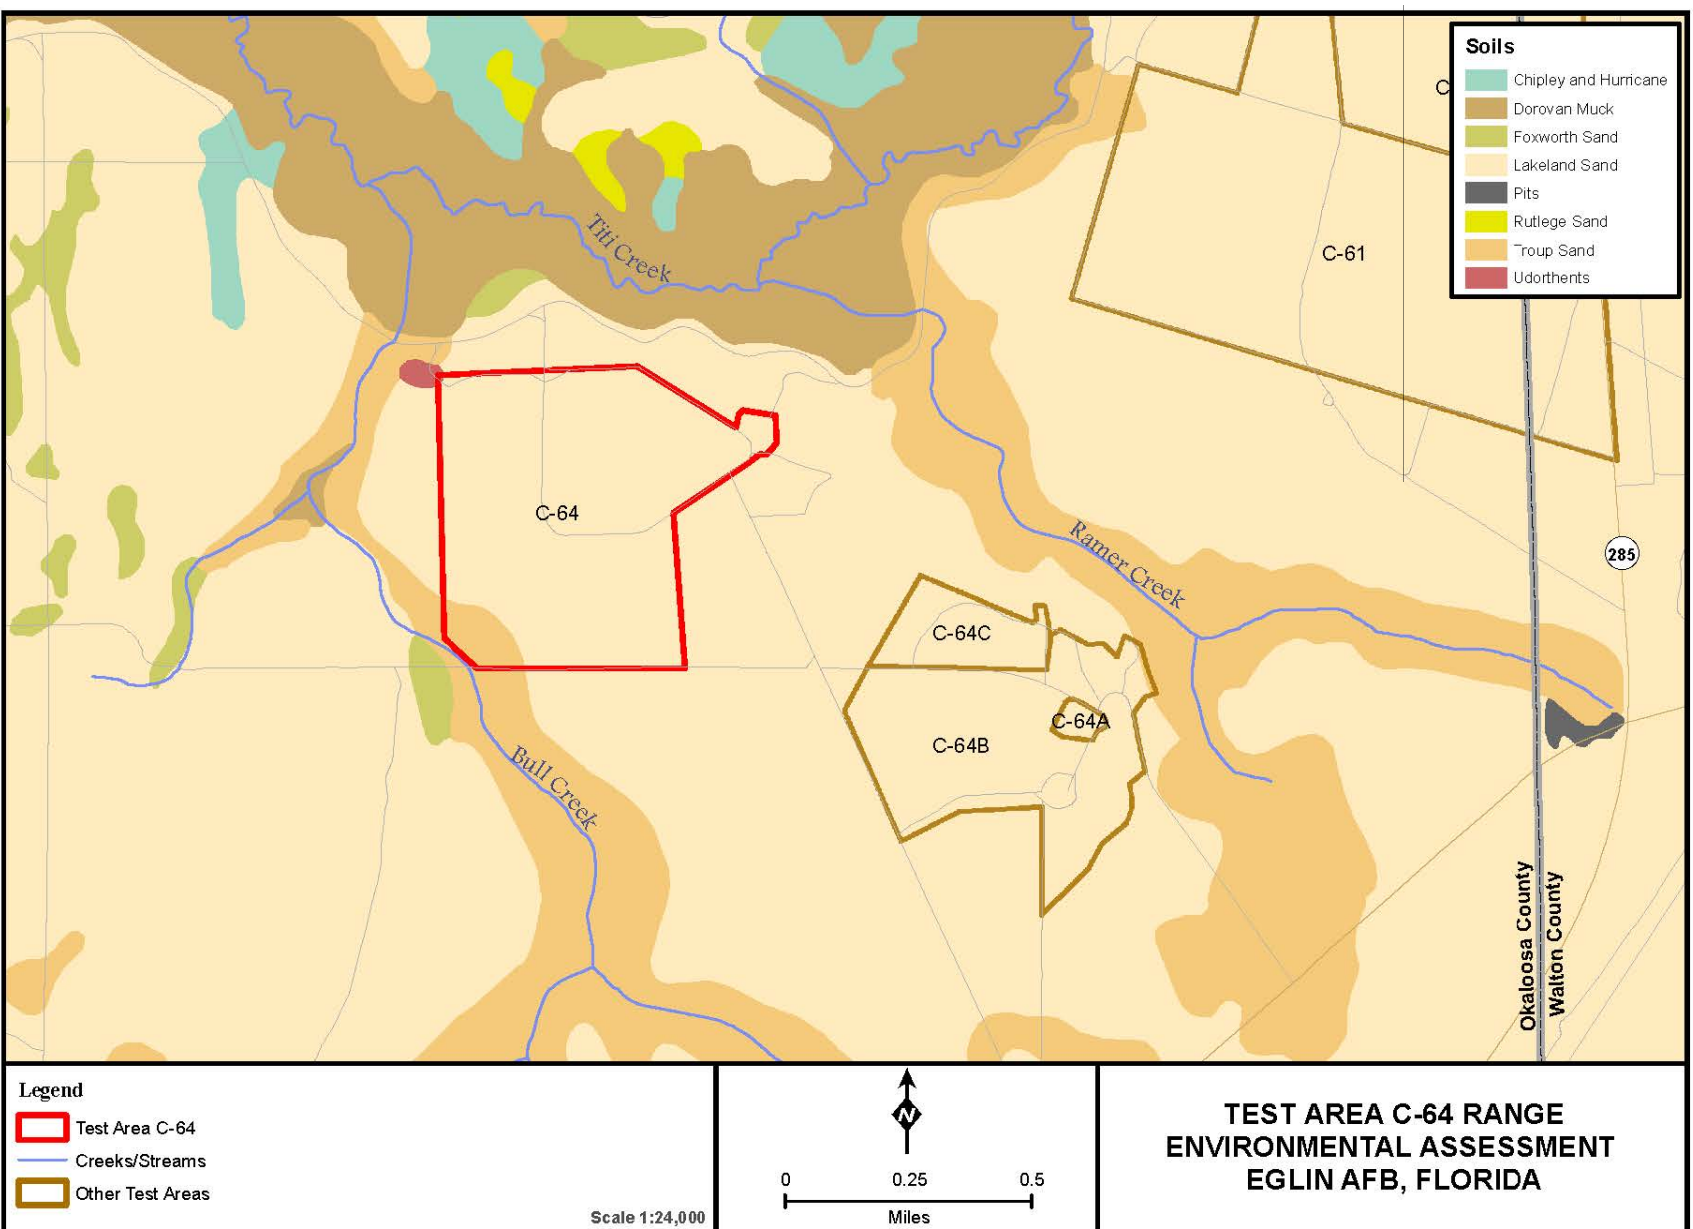 Soils
Chipley and Hurricane
Dorovan Muck
Foxworth Sand
Lakeland Sand
Pits
Rutlege Sand
Troup Sand
Udorthents
C
C-61
Titi Creek
C-64
Ramer Creek
285
C-64C
C-64A
C-64B
Bull Creek
Okaloosa County
Walton County
Legend
Test Area C-64
Creeks/Streams
Other Test Areas
Scale 1:24,000
N
0 0.25 0.5
Miles
TEST AREA C-64 RANGE
ENVIRONMENTAL ASSESSMENT
EGLIN AFB, FLORIDA